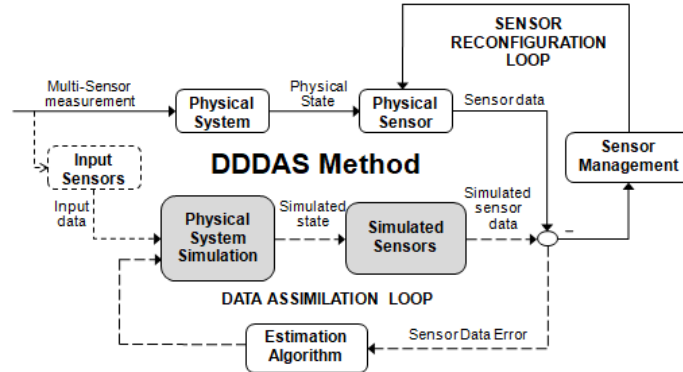 SENSOR
RECONFIGURATION
LOOP
Multi-Sensor
measurement
Physical
System
Physical
State
Physical
Sensor
Sensor data
Sensor
Management
Input
Sensors
DDDAS Method
Input
data
Physical
System
Simulation
Simulated
state
Simulated
Sensors
Simulated
sensor
data
–
DATA ASSIMILATION LOOP
Estimation
Algorithm
Sensor Data Error